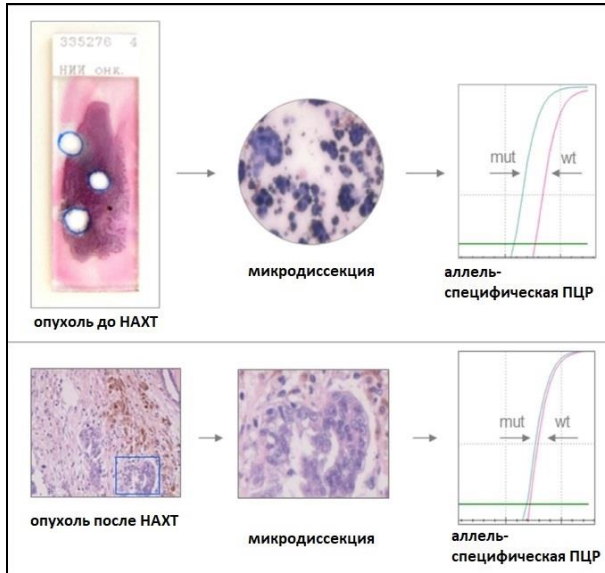 335276 4
НИИ онк.
mut
wt
опухоль до НАХТ
микродиссекция
аллель-
специфическая ПЦР
mut
wt
опухоль после НАХТ
микродиссекция
аллель-
специфическая ПЦР